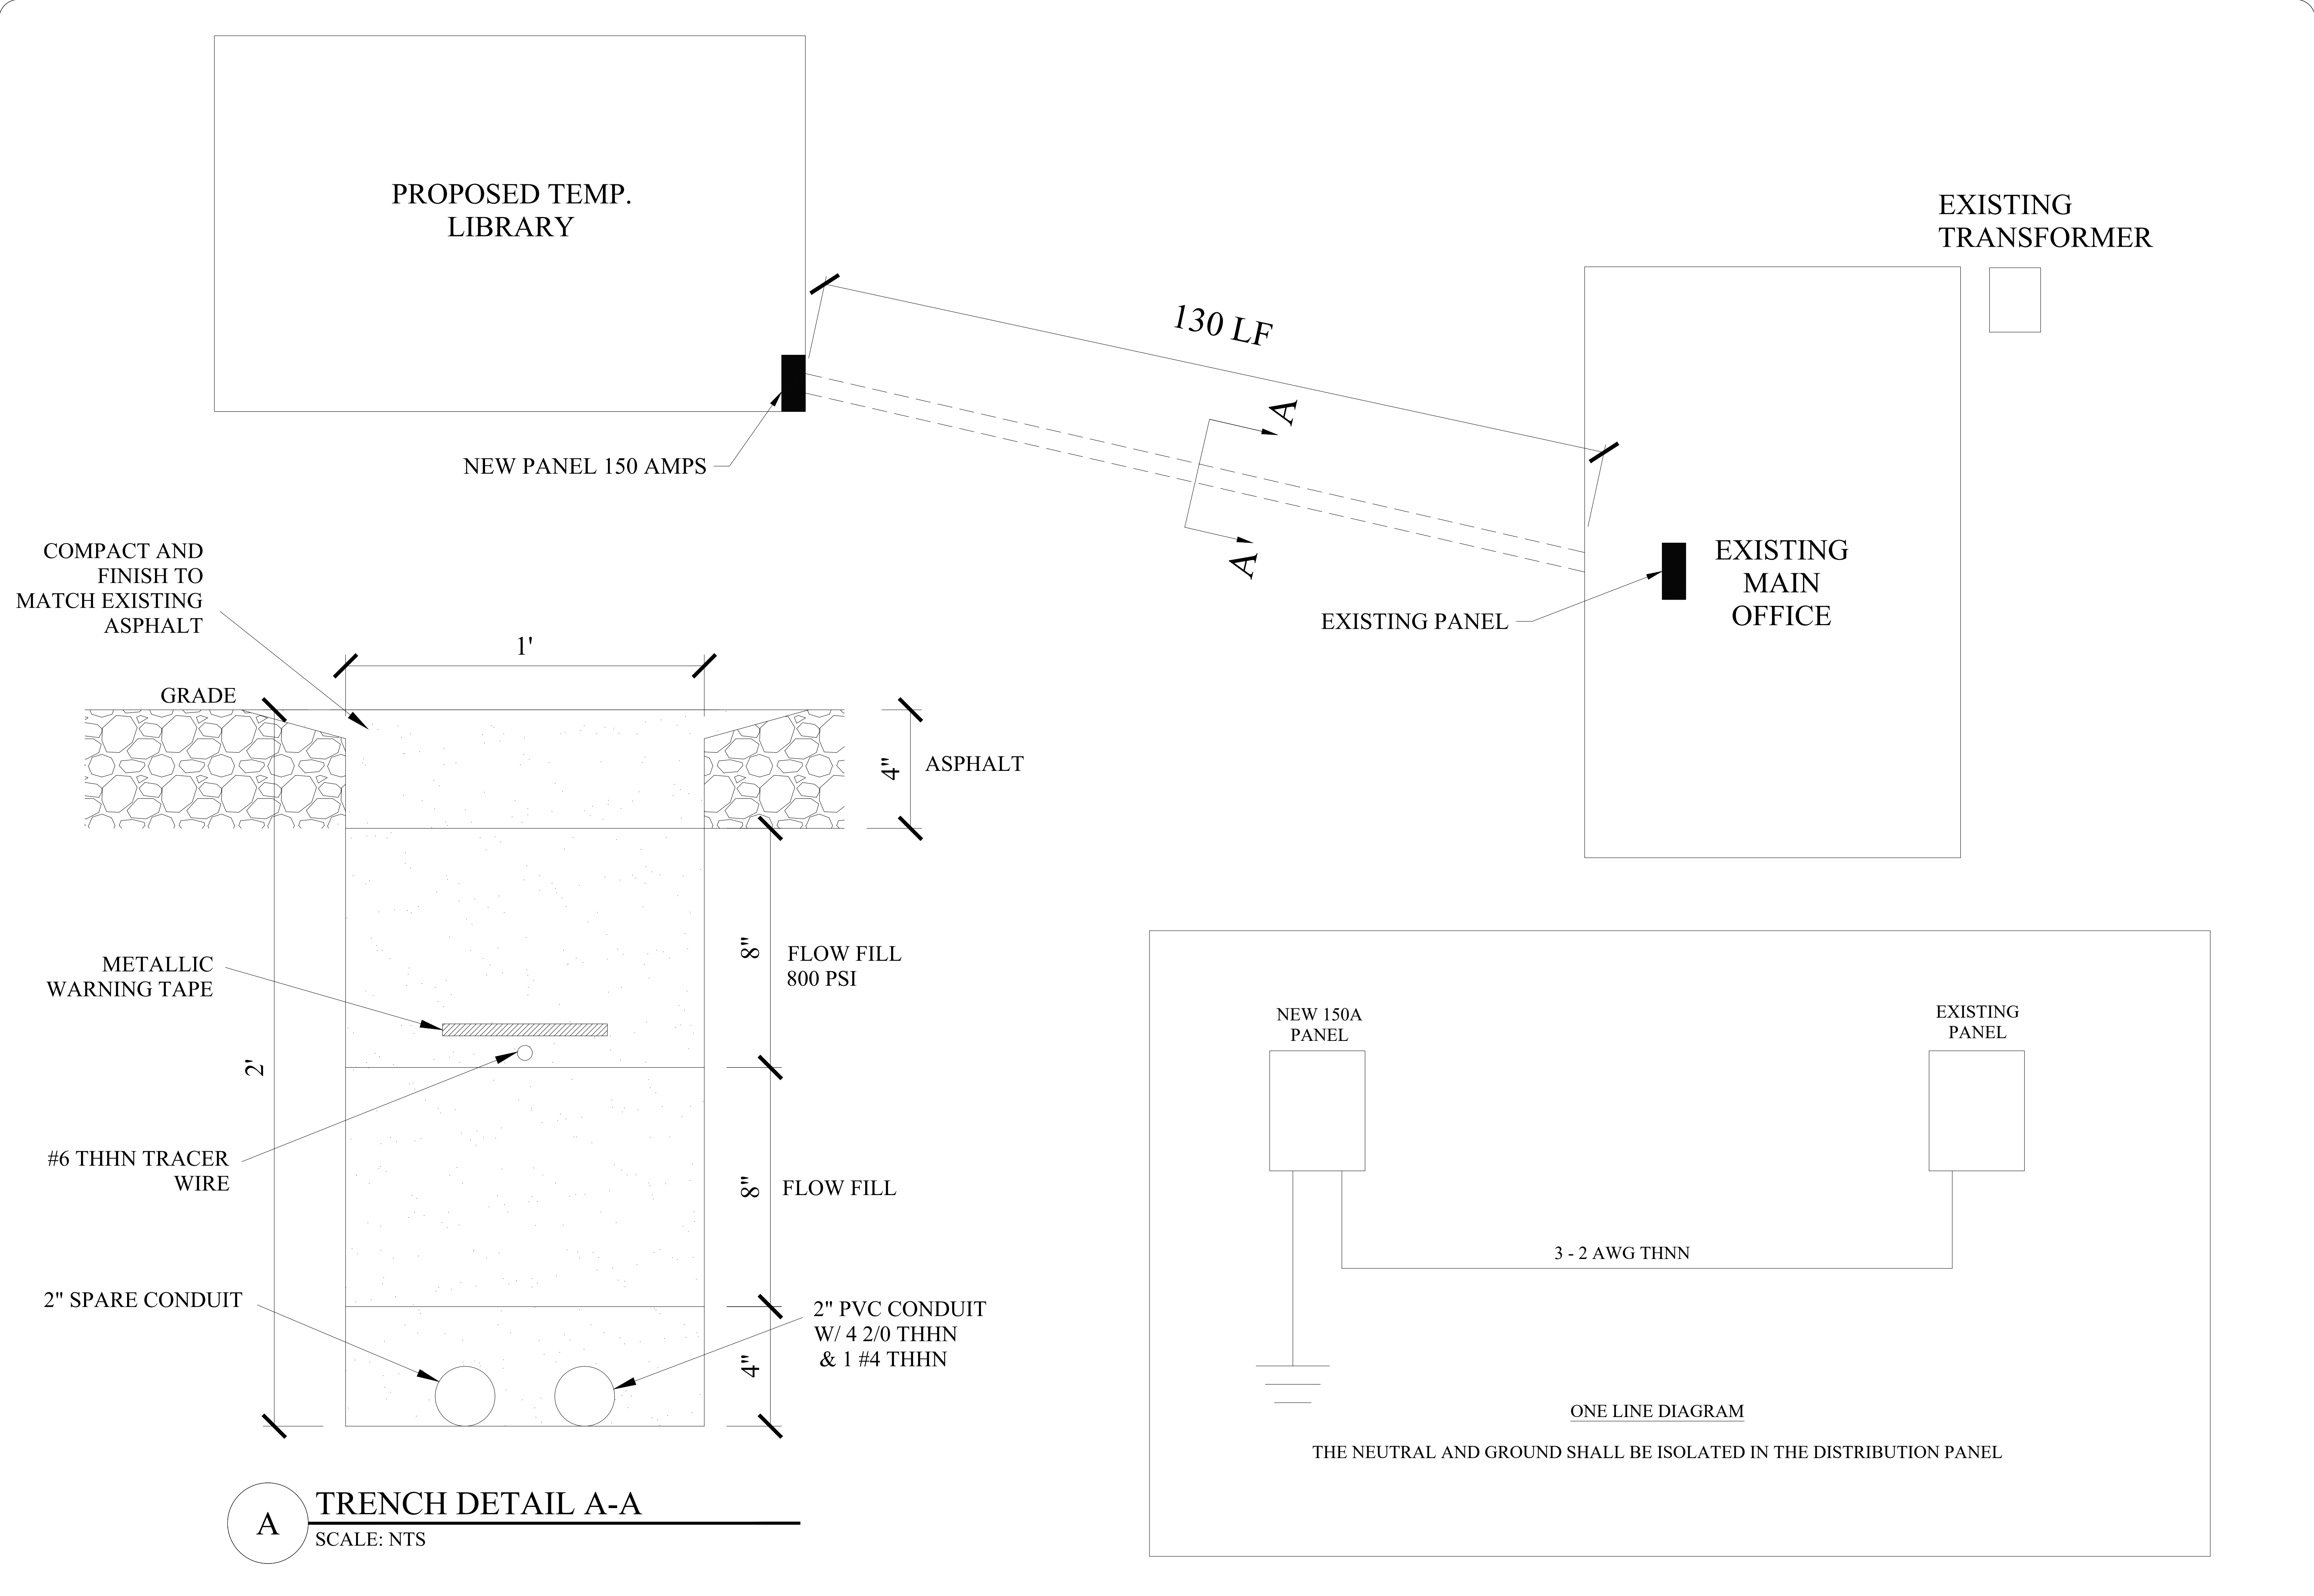 PROPOSED TEMP.
LIBRARY
EXISTING
TRANSFORMER
130 LF
A
A
NEW PANEL 150 AMPS
EXISTING PANEL
EXISTING
MAIN
OFFICE
COMPACT AND
FINISH TO
MATCH EXISTING
ASPHALT
1'
GRADE
4"
ASPHALT
METALLIC
WARNING TAPE
8"
FLOW FILL
800 PSI
2'
#6 THHN TRACER
WIRE
8"
FLOW FILL
2" SPARE CONDUIT
2" PVC CONDUIT
W/ 4 2/0 THHN
& 1 #4 THHN
4"
A
TRENCH DETAIL A-A
SCALE: NTS
NEW 150A
PANEL
EXISTING
PANEL
3 - 2 AWG THNN
ONE LINE DIAGRAM
THE NEUTRAL AND GROUND SHALL BE ISOLATED IN THE DISTRIBUTION PANEL